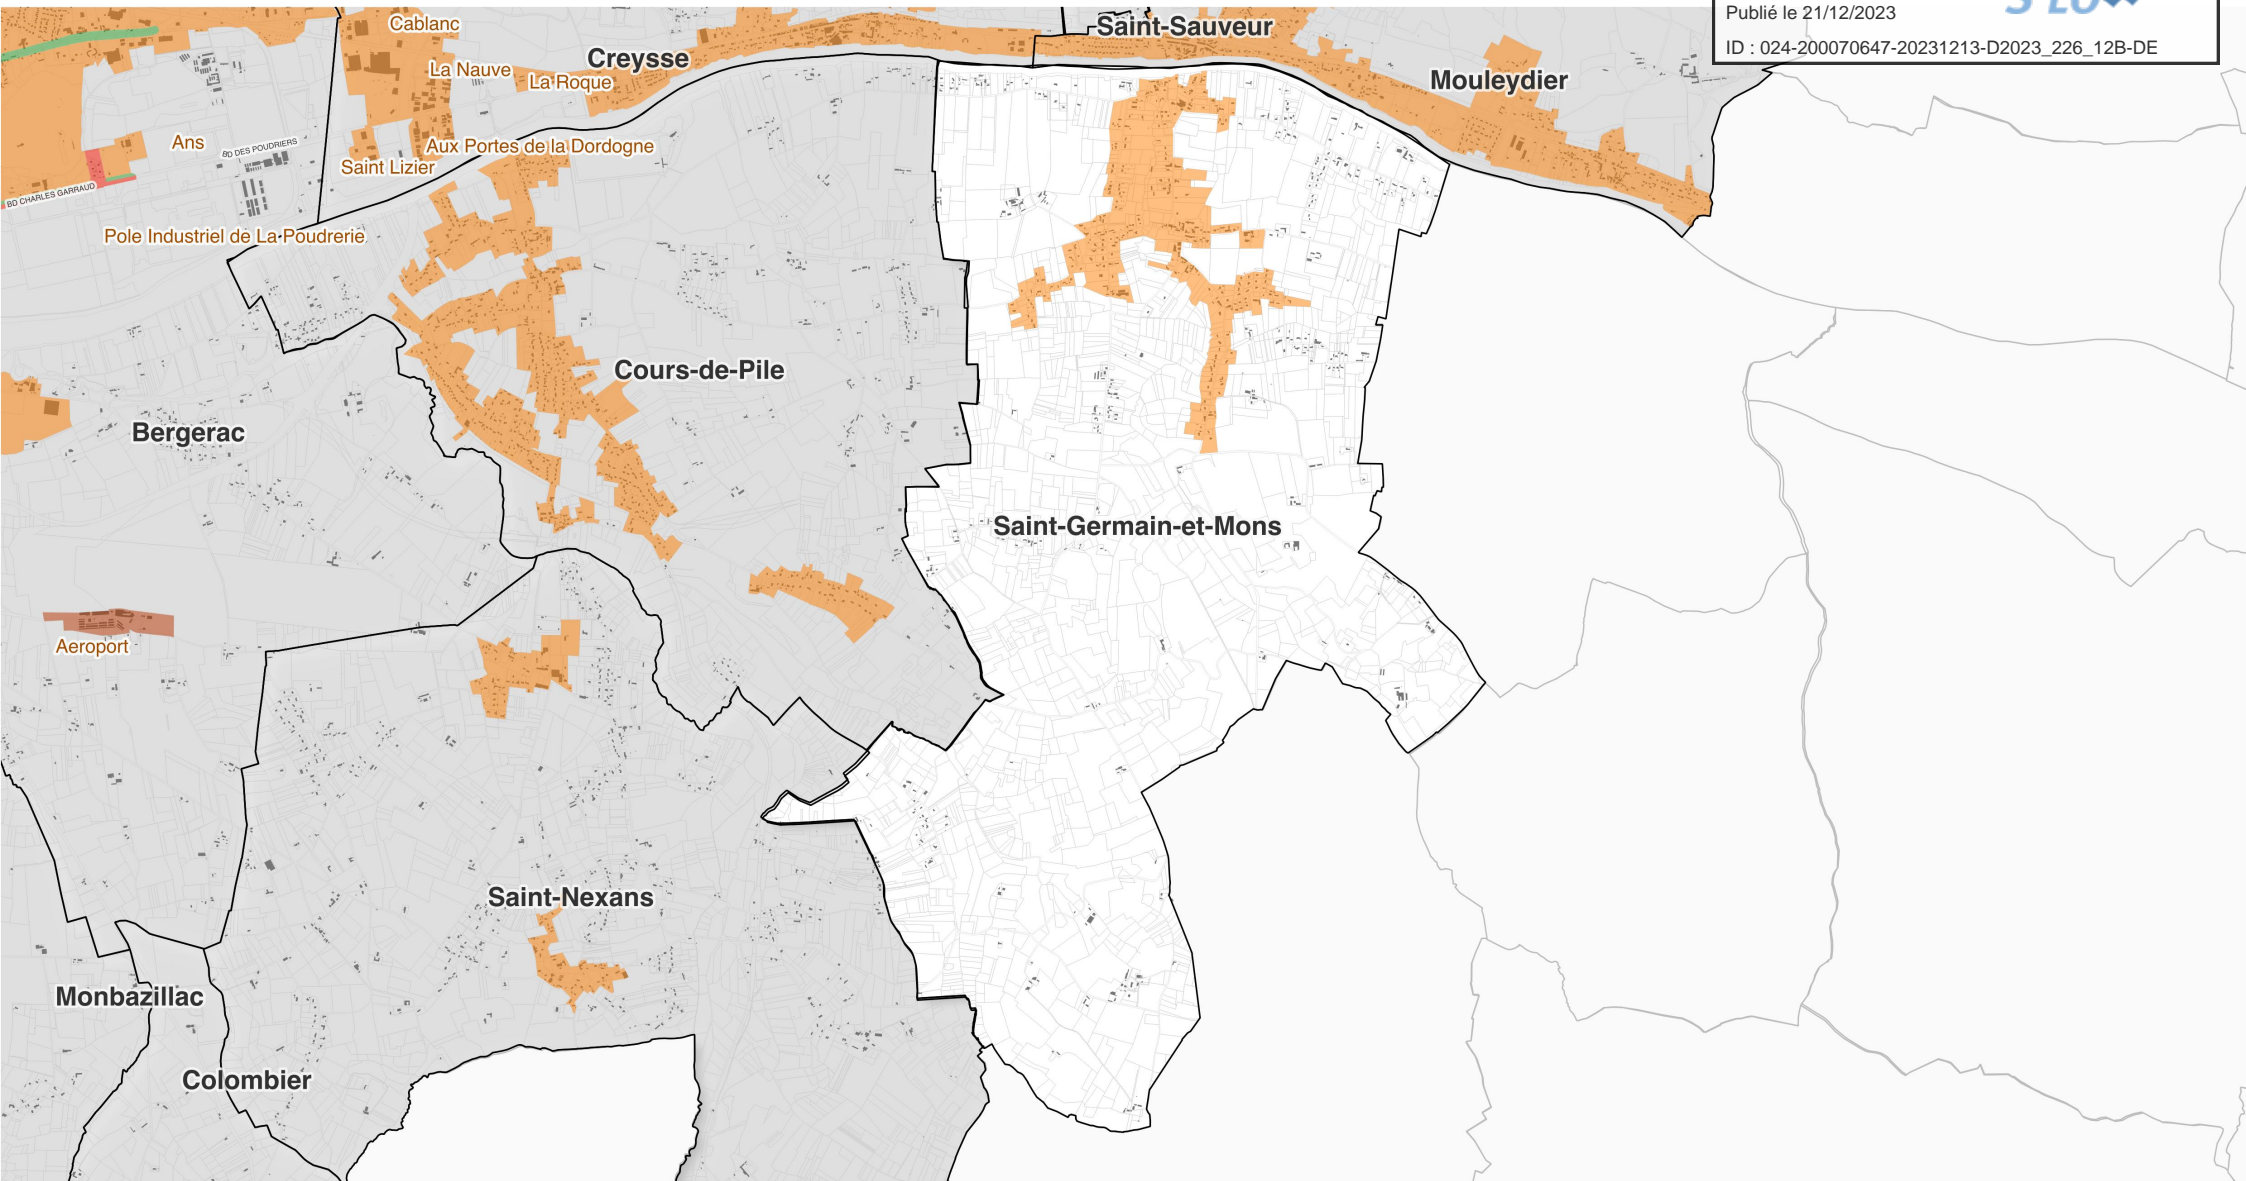 Publié le 21/12/2023
ID : 024-200070647-20231213-D2023_226_12B-DE
Cablanc
Saint-Sauveur
Creysse
La Nauve
La Roque
Mouleydier
Ans
BD DES POUDRIERS
Aux Portes de la Dordogne
Saint Lizier
BD CHARLES GARRAUD
Pole Industriel de La Poudrerie
Cours-de-Pile
Bergerac
Saint-Germain-et-Mons
Aeroport
Saint-Nexans
Monbazillac
Colombier